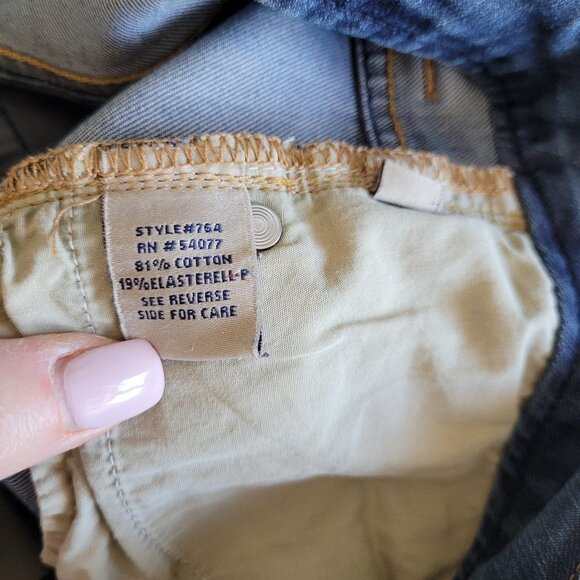 STYLE#764
RN #54077
81% COTTON
19%ELASTERELL-P
SEE REVERSE
SIDE FOR CARE